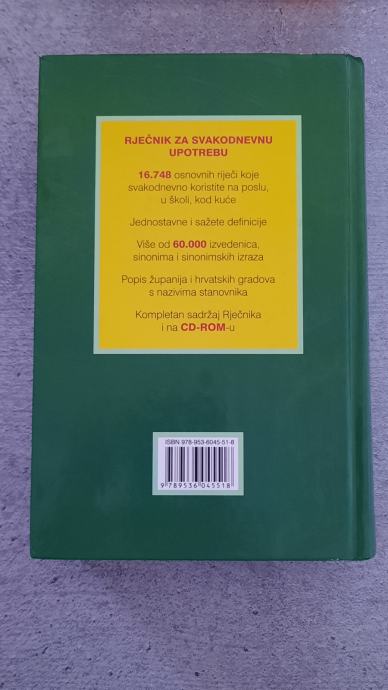 RJEČNIK ZA SVAKODNEVNU
UPOTREBU
16.748 osnovnih riječi koje
svakodnevno koristite na poslu,
u školi, kod kuće
Jednostavne i sažete definicije
Više od 60.000 izvedenica,
sinonima i sinonimskih izraza
Popis županija i hrvatskih gradova
s nazivima stanovnika
Kompletan sadržaj Rječnika
i na CD-ROM-u
ISBN 978-953-6045-51-8
9 789536 045518